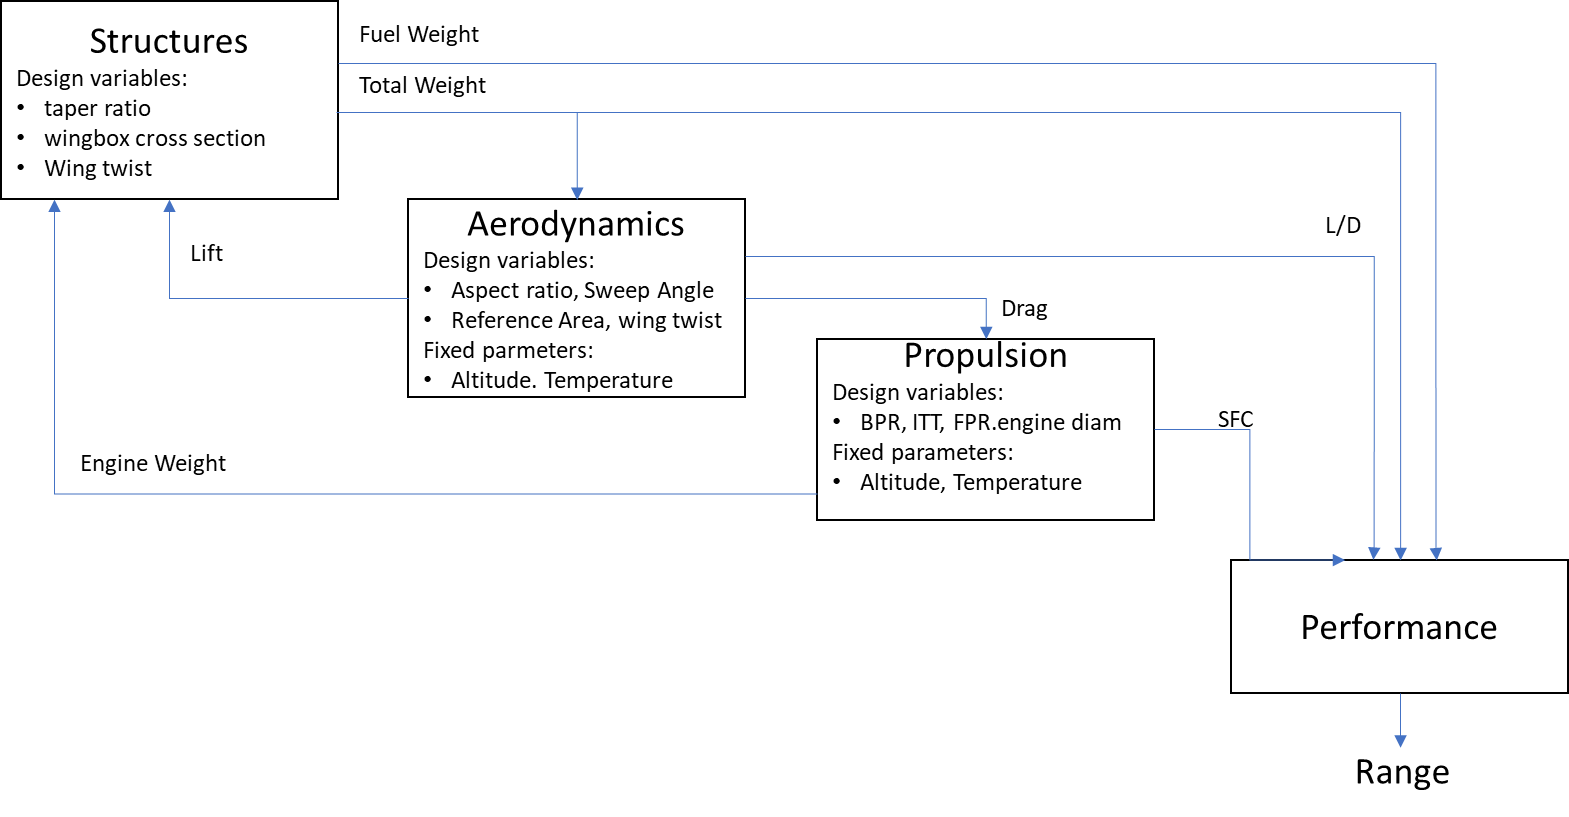 Structures
Design variables:
• taper ratio
• wingbox cross section
• Wing twist
Fuel Weight
Total Weight
Lift
Aerodynamics
Design variables:
• Aspect ratio, Sweep Angle
• Reference Area, wing twist
Fixed parmeters:
• Altitude. Temperature
L/D
Drag
Propulsion
Design variables:
• BPR, ITT, FPR.engine diam
Fixed parameters:
• Altitude, Temperature
SFC
Engine Weight
Performance
Range